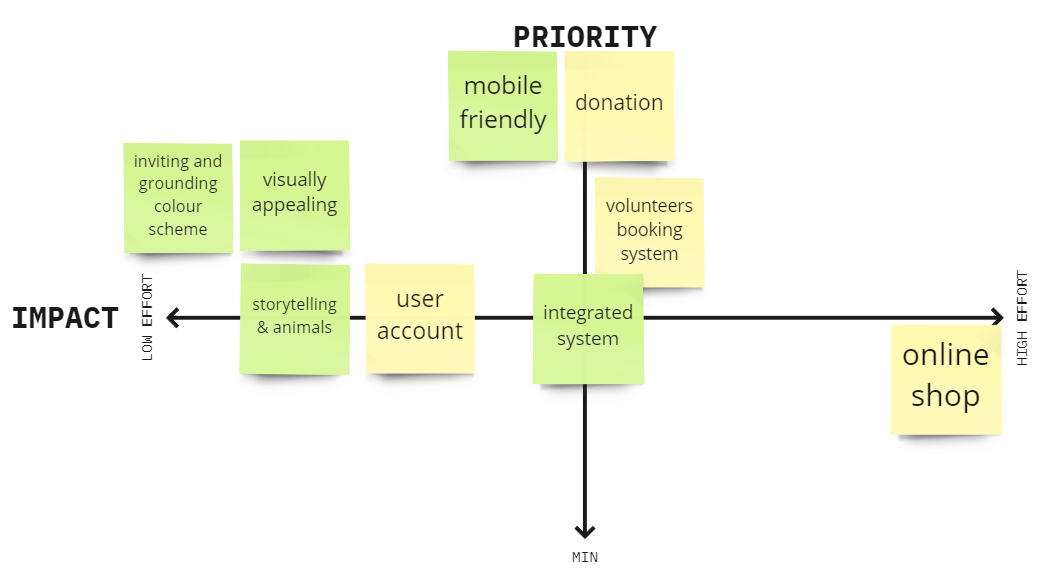 PRIORITY
mobile
friendly
donation
inviting and
grounding
colour
scheme
visually
appealing
volunteers
booking
system
IMPACT
LOW EFFORT
storytelling
& animals
user
account
integrated
system
HIGH EFFORT
online
shop
MIN